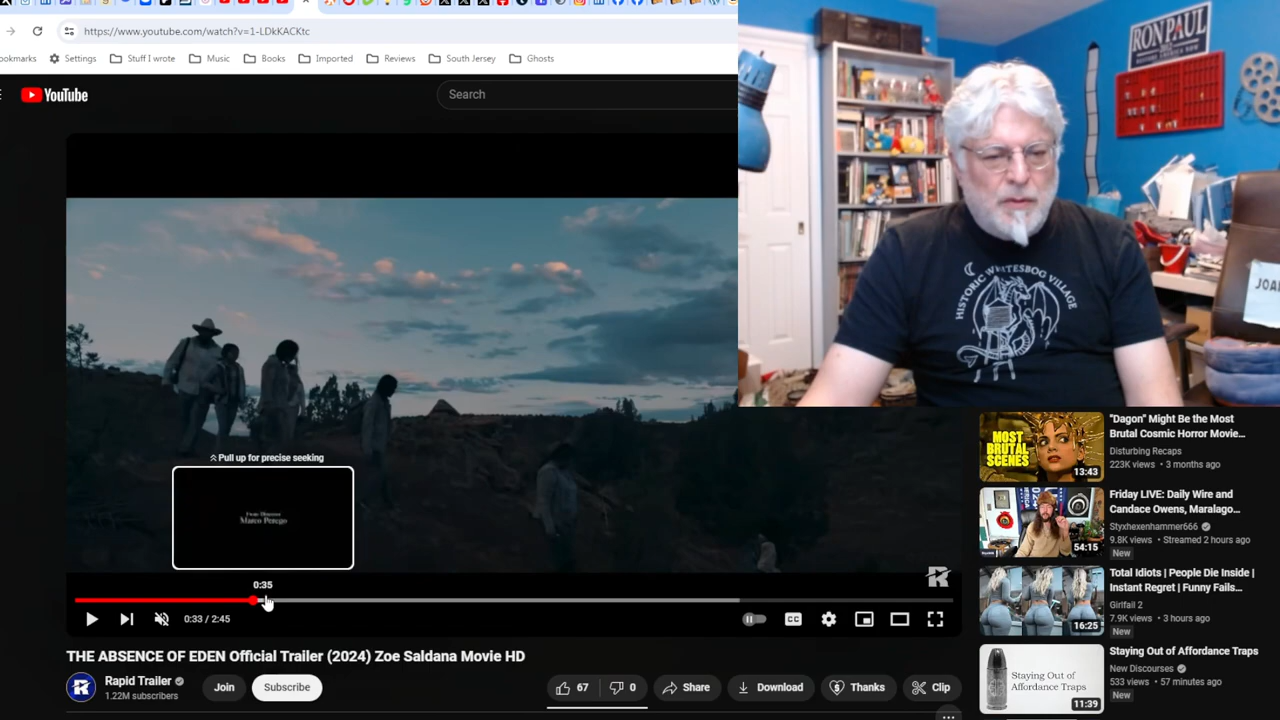 https://www.youtube.com/watch?v=1-LDkKACKtc
ookmarks Settings Stuff I wrote Music Books Imported Reviews South Jersey Ghosts
YouTube
Search
RON PAUL
HISTORIC WHITESBOG VILLAGE
JOA
Pull up for precise seeking
From Director
Marco Perego
0:35
0:33 / 2:45
CC
THE ABSENCE OF EDEN Official Trailer (2024) Zoe Saldana Movie HD
Rapid Trailer
1.22M subscribers
Join
Subscribe
67
0
Share
Download
Thanks
Clip
MOST
BRUTAL
SCENES
13:43
"Dagon" Might Be the Most
Brutal Cosmic Horror Movie…
Disturbing Recaps
223K views • 3 months ago
54:15
Friday LIVE: Daily Wire and
Candace Owens, Maralago…
Styxhexenhammer666
9.8K views • Streamed 2 hours ago
New
16:25
Total Idiots | People Die Inside |
Instant Regret | Funny Fails…
Girlfail 2
7.9K views • 3 hours ago
New
Staying Out of
Affordance Traps
11:39
Staying Out of Affordance Traps
New Discourses
533 views • 57 minutes ago
New